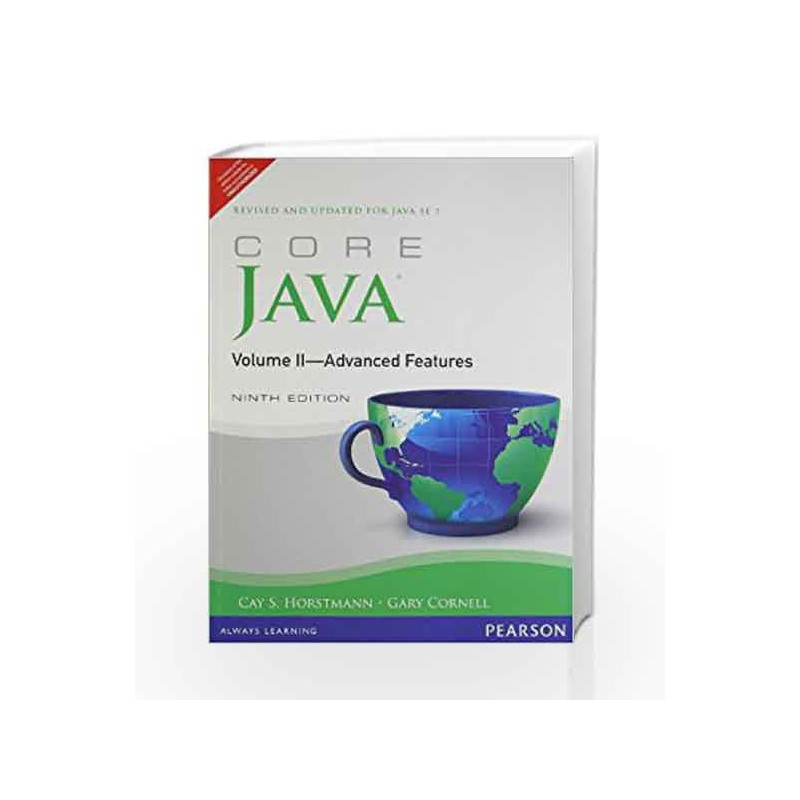 REVISED AND UPDATED FOR JAVA SE 7
CORE
JAVA®
Volume II—Advanced Features
NINTH EDITION
CAY S. HORSTMANN • GARY CORNELL
ALWAYS LEARNING
PEARSON